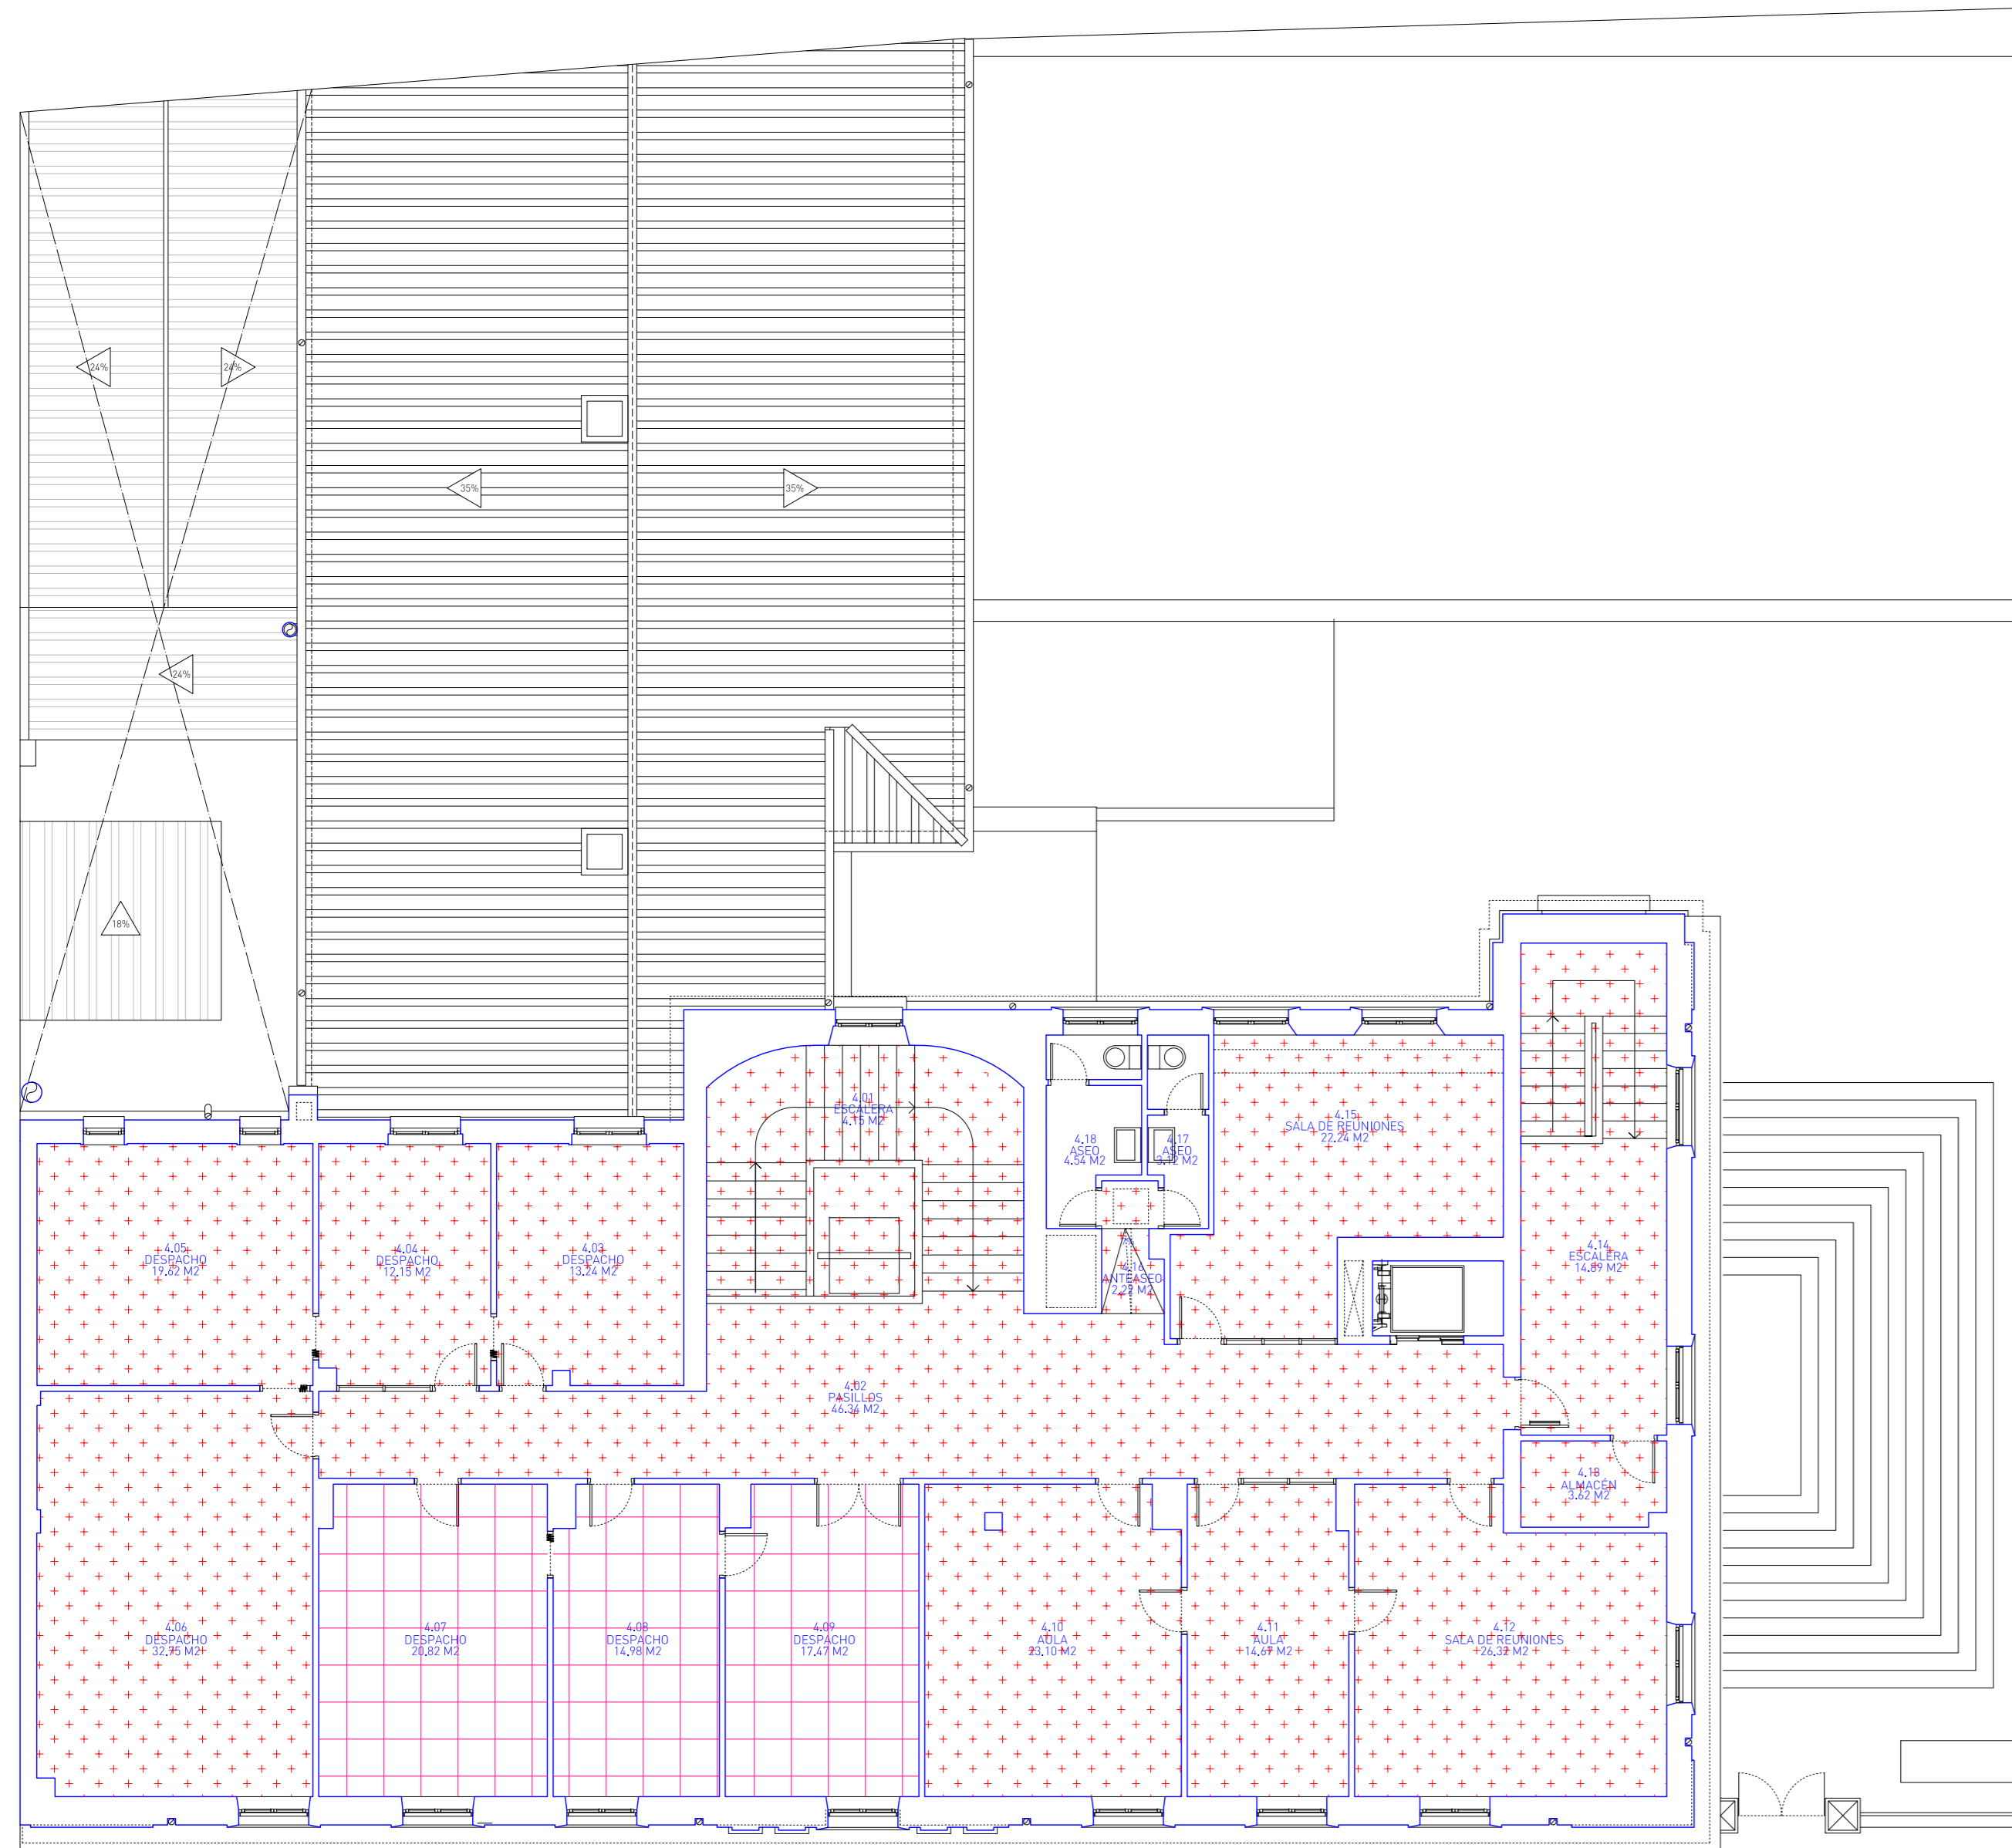 24%
24%
35%
35%
24%
18%
4.01
ESCALERA
4.15 M2
4.18
ASEO
4.54 M2
4.17
ASEO
3.12 M2
4.15
SALA DE REUNIONES
22.24 M2
4.05
DESPACHO
19.62 M2
4.04
DESPACHO
12.15 M2
4.03
DESPACHO
13.24 M2
4.16
ANTEASEO
2.22 M2
4.14
ESCALERA
14.89 M2
4.02
PASILLOS
46.34 M2
4.13
ALMACÉN
3.62 M2
4.06
DESPACHO
32.75 M2
4.07
DESPACHO
20.82 M2
4.08
DESPACHO
14.98 M2
4.09
DESPACHO
17.47 M2
4.10
AULA
23.10 M2
4.11
AULA
14.67 M2
4.12
SALA DE REUNIONES
26.32 M2